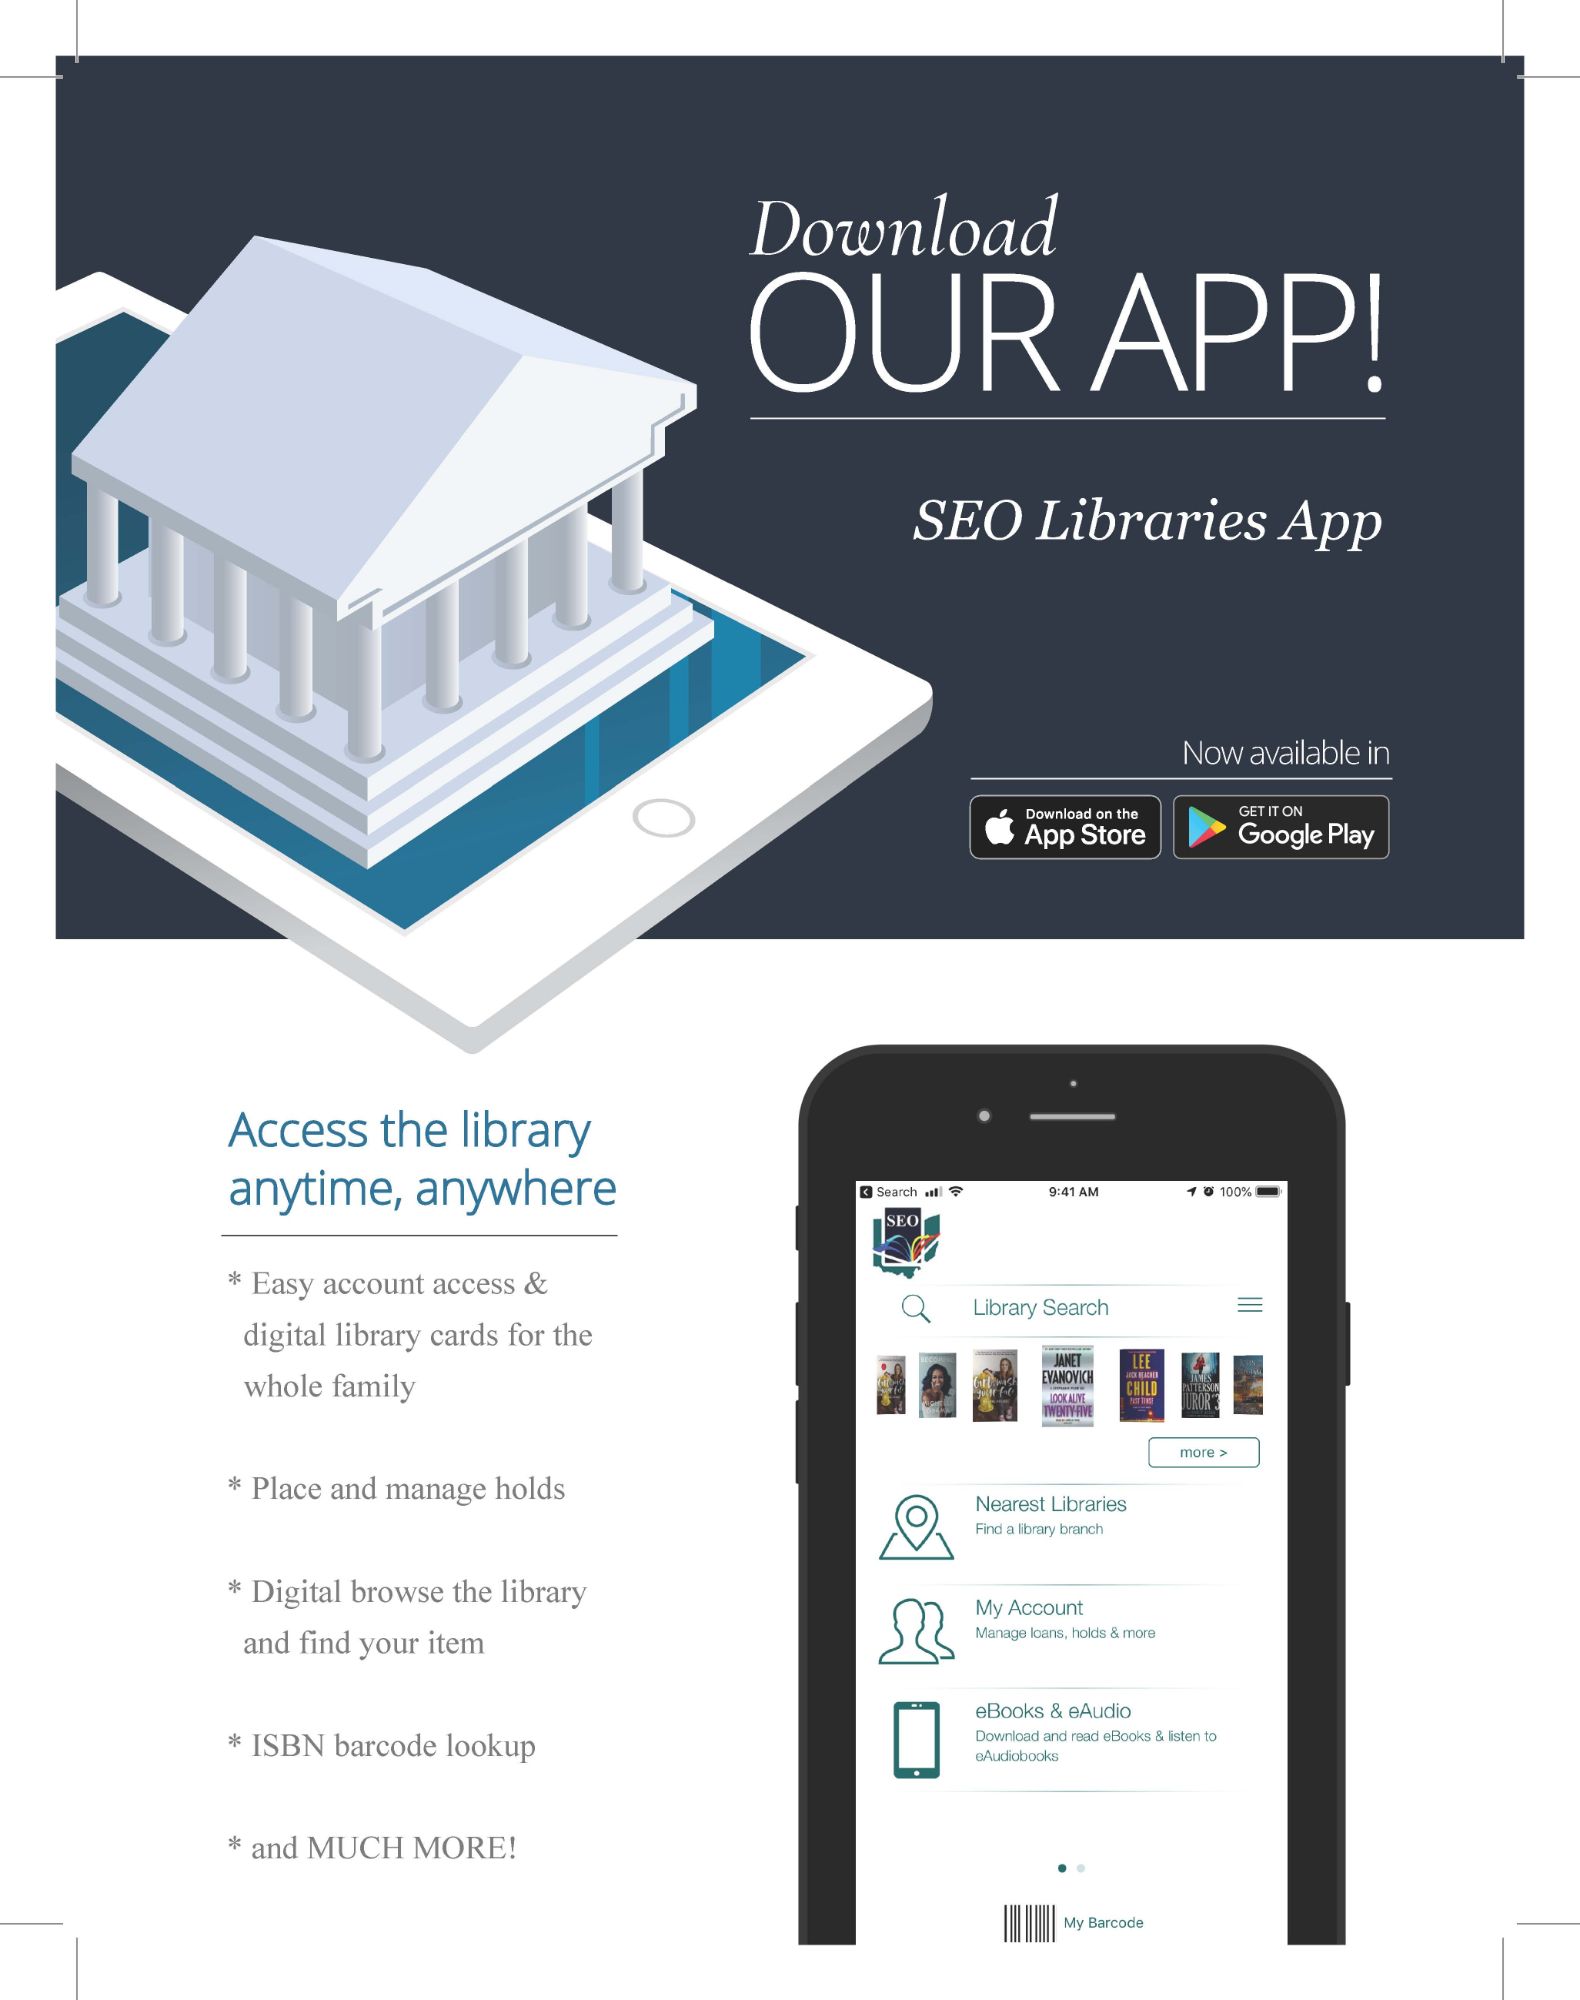 Download
OUR APP!
SEO Libraries App
Now available in
Download on the
App Store
GET IT ON
Google Play
Access the library
anytime, anywhere
* Easy account access &
digital library cards for the
whole family
* Place and manage holds
* Digital browse the library
and find your item
* ISBN barcode lookup
* and MUCH MORE!
Search
9:41 AM
100%
SEO
Library Search
BECOMING
JANET
EVANOVICH
LOOK ALIVE
TWENTY-FIVE
LEE
JACK REACHER
CHILD
PAST TENSE
JAMES
PATTERSON
JUROR #3
more >
Nearest Libraries
Find a library branch
My Account
Manage loans, holds & more
eBooks & eAudio
Download and read eBooks & listen to
eAudiobooks
My Barcode